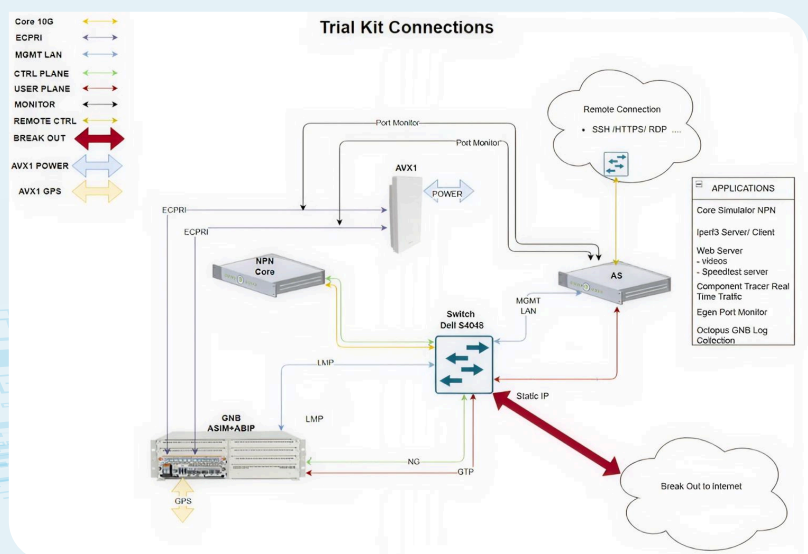 Trial Kit Connections
Core 10G
ECPRI
MGMT LAN
CTRL PLANE
USER PLANE
MONITOR
REMOTE CTRL
BREAK OUT
AVX1 POWER
AVX1 GPS
Remote Connection
• SSH /HTTPS/ RDP ....
Port Monitor
Port Monitor
AVX1
POWER
ECPRI
ECPRI
NPN
Core
AS
MGMT
LAN
Switch
Dell S4048
APPLICATIONS
Core Simulalor NPN
Iperf3 Server/ Client
Web Server
- videos
- Speedtest server
Component Tracer Real
Time Tratfic
Egen Port Monitor
Octopus GNB Log
Collection
LMP
LMP
Static IP
GNB
ASIM+ABIP
NG
GTP
GPS
Break Out to Internet